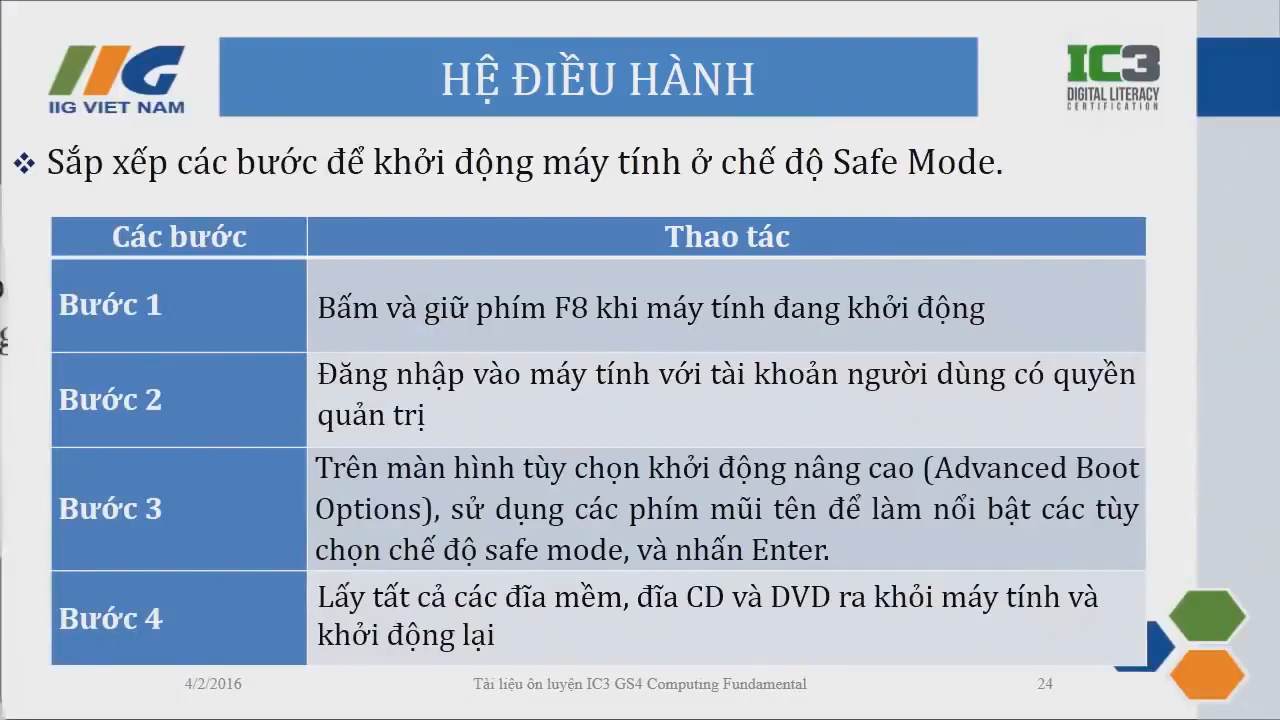 IIG VIET NAM
HỆ ĐIỀU HÀNH
IC3
DIGITAL LITERACY
CERTIFICATION
Sắp xếp các bước để khởi động máy tính ở chế độ Safe Mode.
Các bước
Thao tác
Bước 1
Bấm và giữ phím F8 khi máy tính đang khởi động
Bước 2
Đăng nhập vào máy tính với tài khoản người dùng có quyền
quản trị
Bước 3
Trên màn hình tùy chọn khởi động nâng cao (Advanced Boot
Options), sử dụng các phím mũi tên để làm nổi bật các tùy
chọn chế độ safe mode, và nhấn Enter.
Bước 4
Lấy tất cả các đĩa mềm, đĩa CD và DVD ra khỏi máy tính và
khởi động lại
4/2/2016
Tài liệu ôn luyện IC3 GS4 Computing Fundamental
24